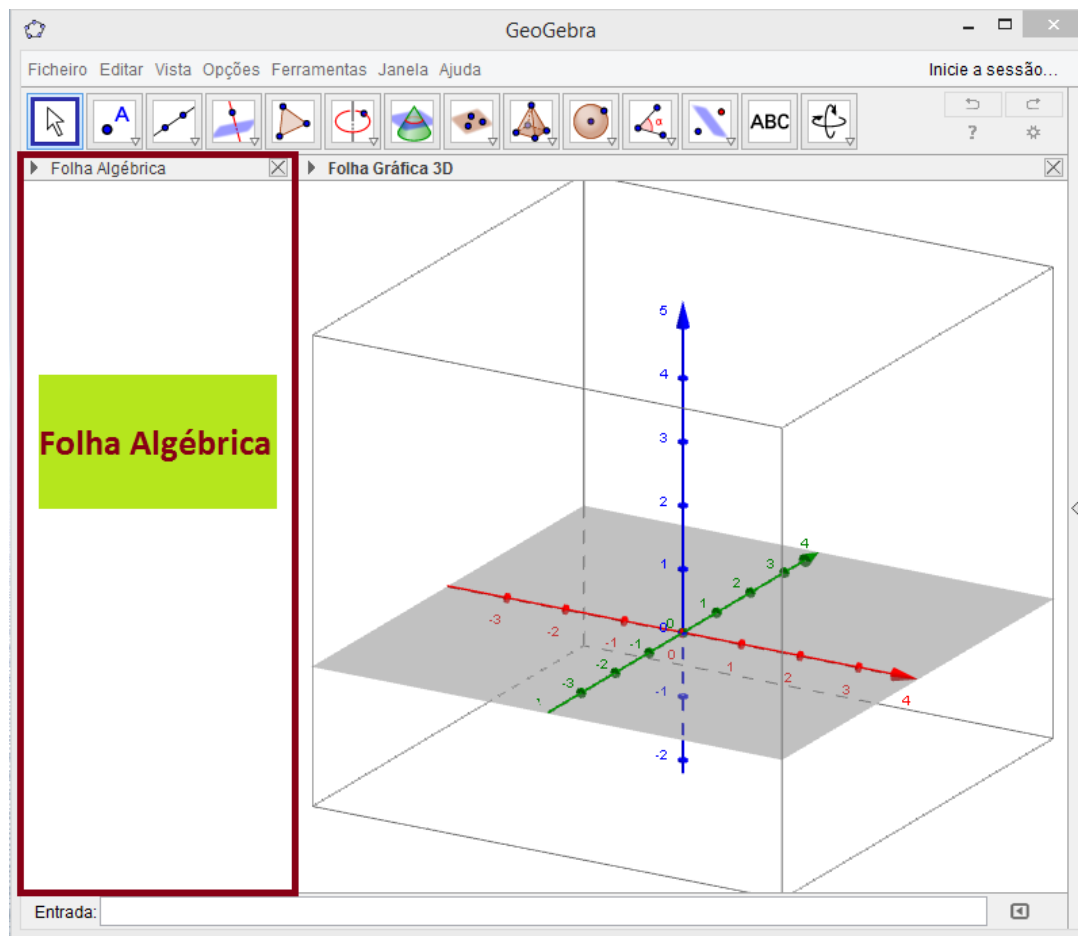 GeoGebra
Ficheiro Editar Vista Opções Ferramentas Janela Ajuda
Inicie a sessão...
A
α
ABC
?
Folha Algébrica
Folha Gráfica 3D
Folha Algébrica
5
4
3
2
1
0
-1
-2
4
3
2
1
0
-1
-2
-3
-3
-2
-1
0
1
2
3
4
Entrada: